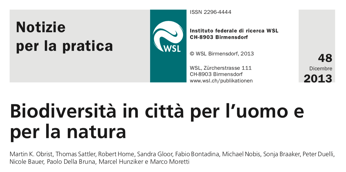 Notizie
per la pratica
WSL
ISSN 2296-4444
Istituto federale di ricerca WSL
CH-8903 Birmensdorf
© WSL Birmensdorf, 2013
WSL, Zürcherstrasse 111
CH-8903 Birmensdorf
www.wsl.ch/publikationen
48
Dicembre
2013
Biodiversità in città per l’uomo e
per la natura
Martin K. Obrist, Thomas Sattler, Robert Home, Sandra Gloor, Fabio Bontadina, Michael Nobis, Sonja Braaker, Peter Duelli,
Nicole Bauer, Paolo Della Bruna, Marcel Hunziker e Marco Moretti